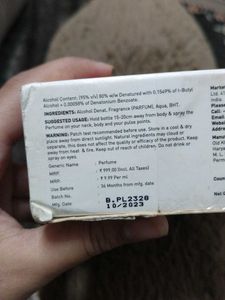 Alcohol Content: (95% v/v) 80% w/w Denatured with 0.1549% of t-Butyl
Alcohol + 0.00058% of Denatonium Benzoate.
INGREDIENTS: Alcohol Denat, Fragrance (PARFUM), Aqua, BHT.
SUGGESTED USAGE: Hold bottle 15-20cm away from body & spray the
Perfume on your neck, body and your pulse points.
WARNING: Patch test recommended before use. Store in a cool & dry
place away from direct sunlight. Natural ingredients may cloud or
separate, this does not affect the quality or efficacy of the product. Keep
away from heat & fire. Keep out of reach of children. Do not drink or
spray on eyes.
Generic Name : Perfume
MRP. : ₹ 999.00 (Incl. All Taxes)
MRP. : ₹ 9.99 Per ml
Use Before : 36 Months from mfg. date
Batch No. B.PL2320
Mfg. Date 10/2023
Market
Ltd. A
India
Place